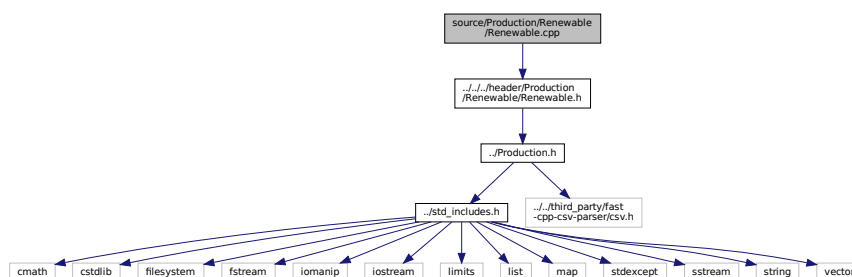 source/Production/Renewable
/Renewable.cpp
../../../header/Production
/Renewable/Renewable.h
../Production.h
../std_includes.h
../../third_party/fast
-cpp-csv-parser/csv.h
cmath
cstdlib
filesystem
fstream
iomanip
iostream
limits
list
map
stdexcept
sstream
string
vector